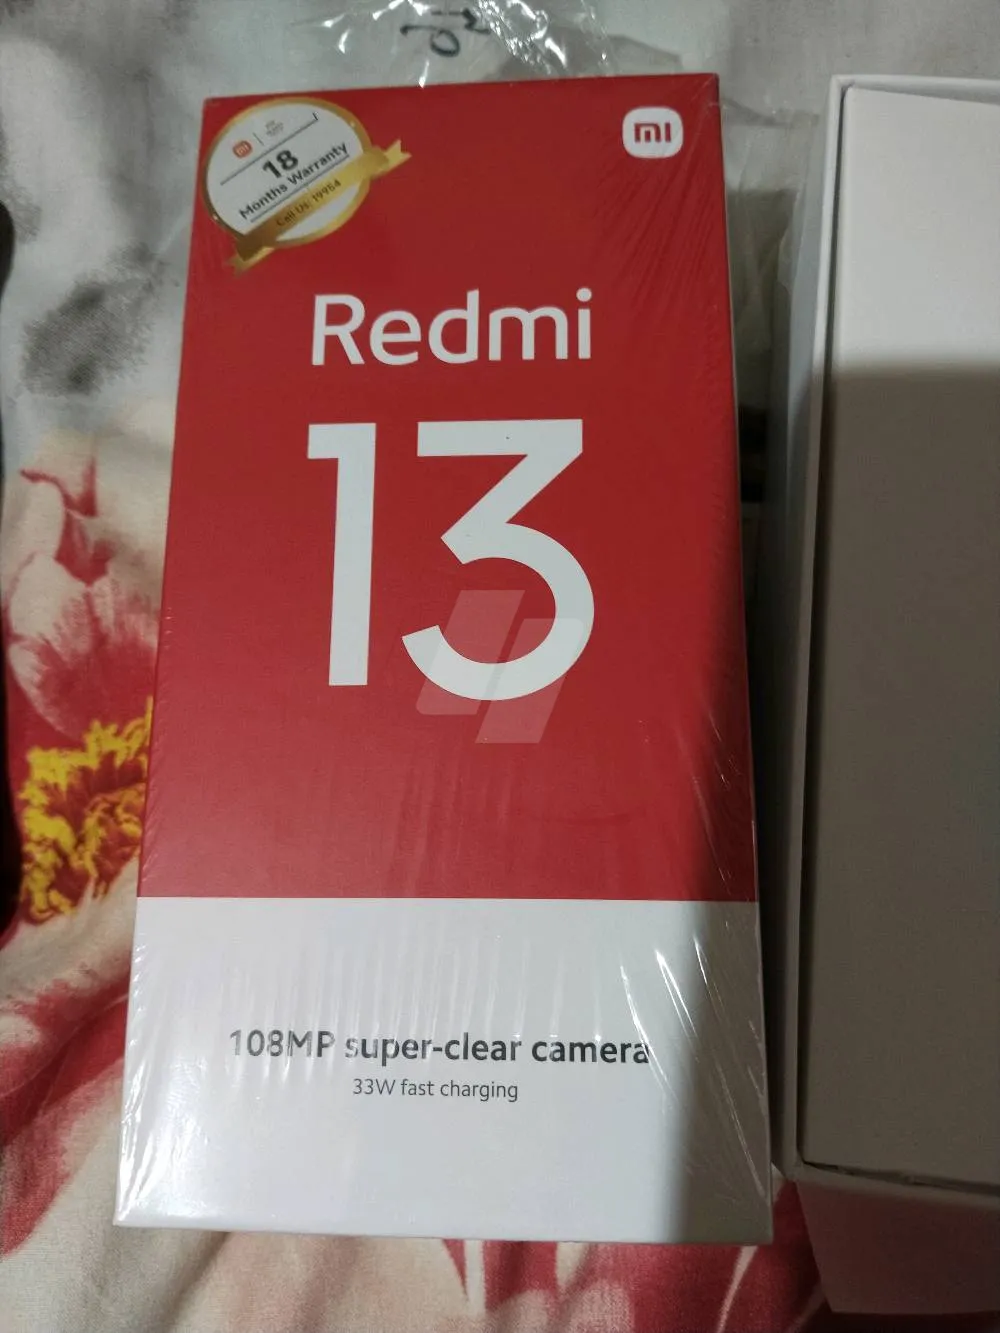 mi
18
Months Warranty
Call Us: 19954
mi
Redmi
13
108MP super-clear camera
33W fast charging